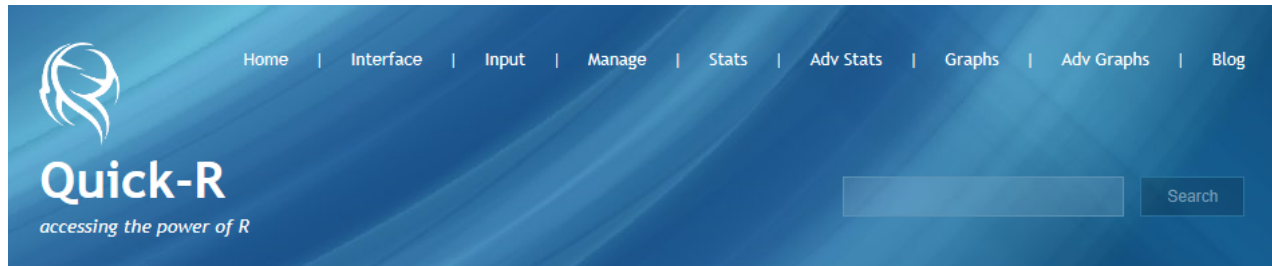 Home | Interface | Input | Manage | Stats | Adv Stats | Graphs | Adv Graphs | Blog
Quick-R
accessing the power of R
Search